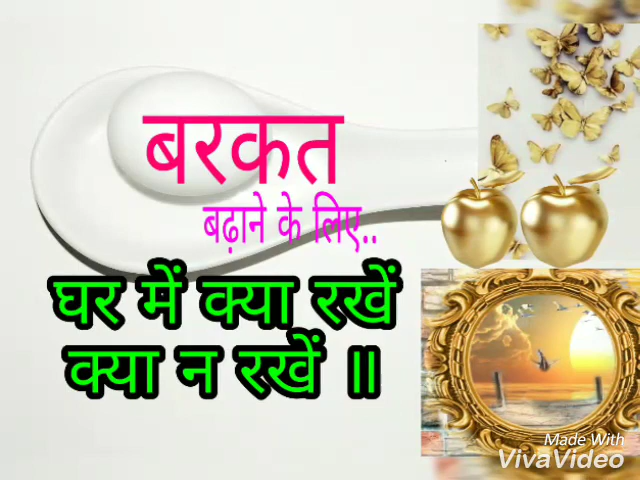 बरकत
बढ़ाने के लिए..
घर में क्या रखें
क्या न रखें ॥
Made With
VivaVideo